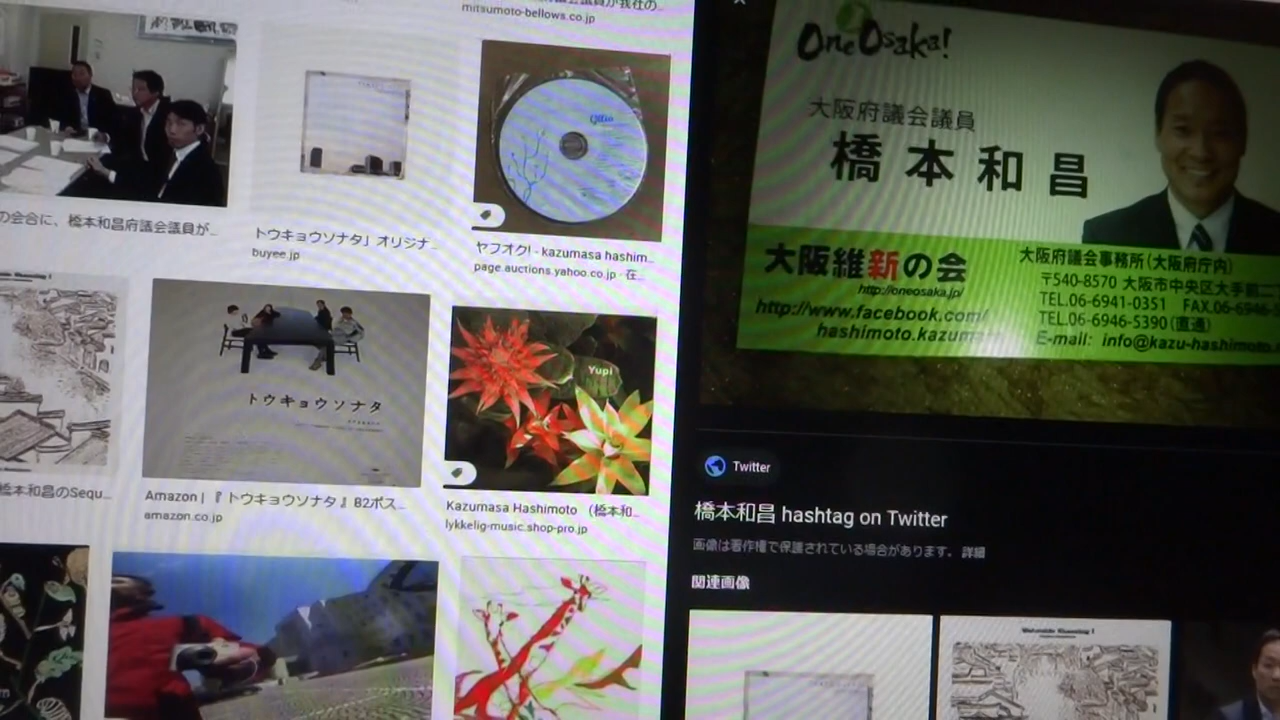 mitsumoto-bellows.co.jp
の会合に、橋本和昌府議会議員が...
トウキョウソナタ」オリジナ...
buyee.jp
ヤフオク! - kazumasa hashim...
page.auctions.yahoo.co.jp - 在...
トウキョウソナタ
橋本和昌のSequ...
Amazon | 『 トウキョウソナタ 』 B2ポス...
amazon.co.jp
Yupi
Kazumasa Hashimoto （橋本和...
lykkelig-music.shop-pro.jp
One Osaka!
大阪府議会議員
橋本和昌
大阪維新の会
http://oneosaka.jp/
http://www.facebook.com/
hashimoto.kazum
大阪府議会事務所(大阪府庁内)
〒540-8570 大阪市中央区大手前
TEL.06-6941-0351 FAX.06-6946-
TEL.06-6946-5390(直通)
E-mail: info@kazu-hashimoto.
Twitter
橋本和昌 hashtag on Twitter
画像は著作権で保護されている場合があります。 詳細
関連画像